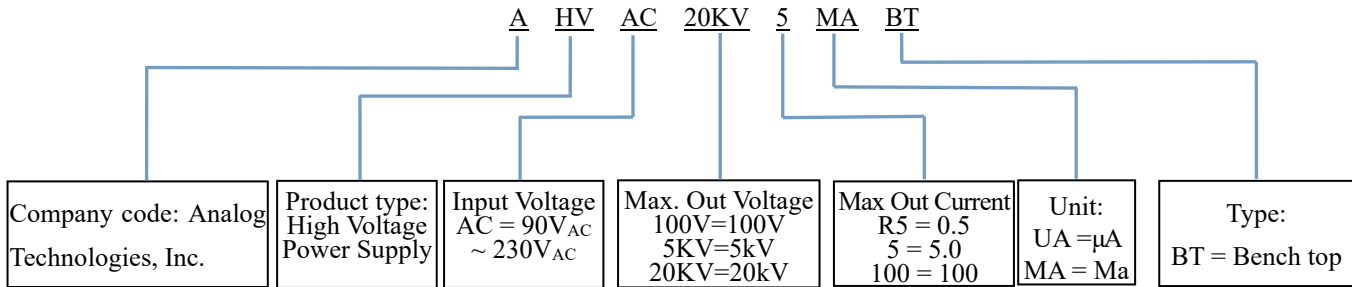 A HV AC 20KV 5 MA BT
Company code: Analog
Technologies, Inc.
Product type:
High Voltage
Power Supply
Input Voltage
AC = 90VAC
~ 230VAC
Max. Out Voltage
100V=100V
5KV=5kV
20KV=20kV
Max Out Current
R5 = 0.5
5 = 5.0
100 = 100
Unit:
UA =μA
MA = Ma
Type:
BT = Bench top